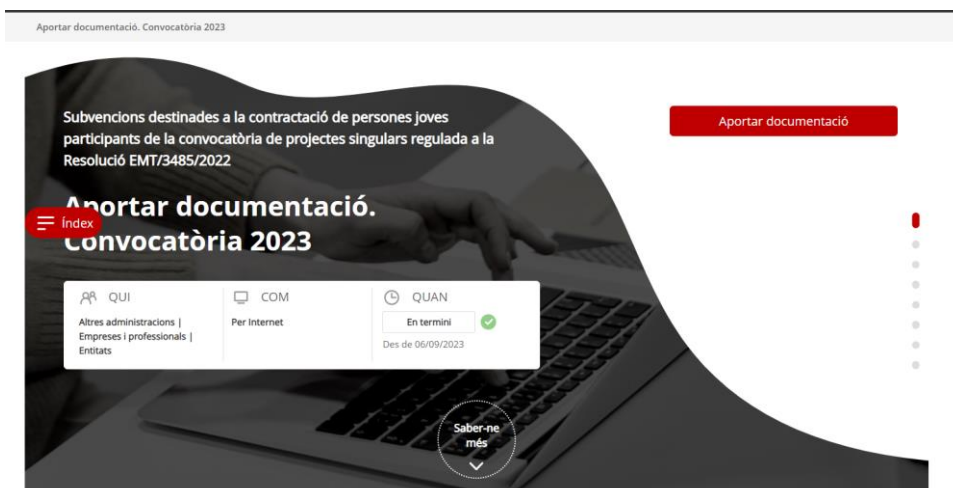 Aportar documentació. Convocatòria 2023
Subvencions destinades a la contractació de persones joves
participants de la convocatòria de projectes singulars regulada a la
Resolució EMT/3485/2022
Aportar documentació
Aportar documentació.
Índex
Convocatòria 2023
QUI
Altres administracions |
Empreses i professionals |
Entitats
COM
Per Internet
QUAN
En termini
Des de 06/09/2023
Saber-ne
més